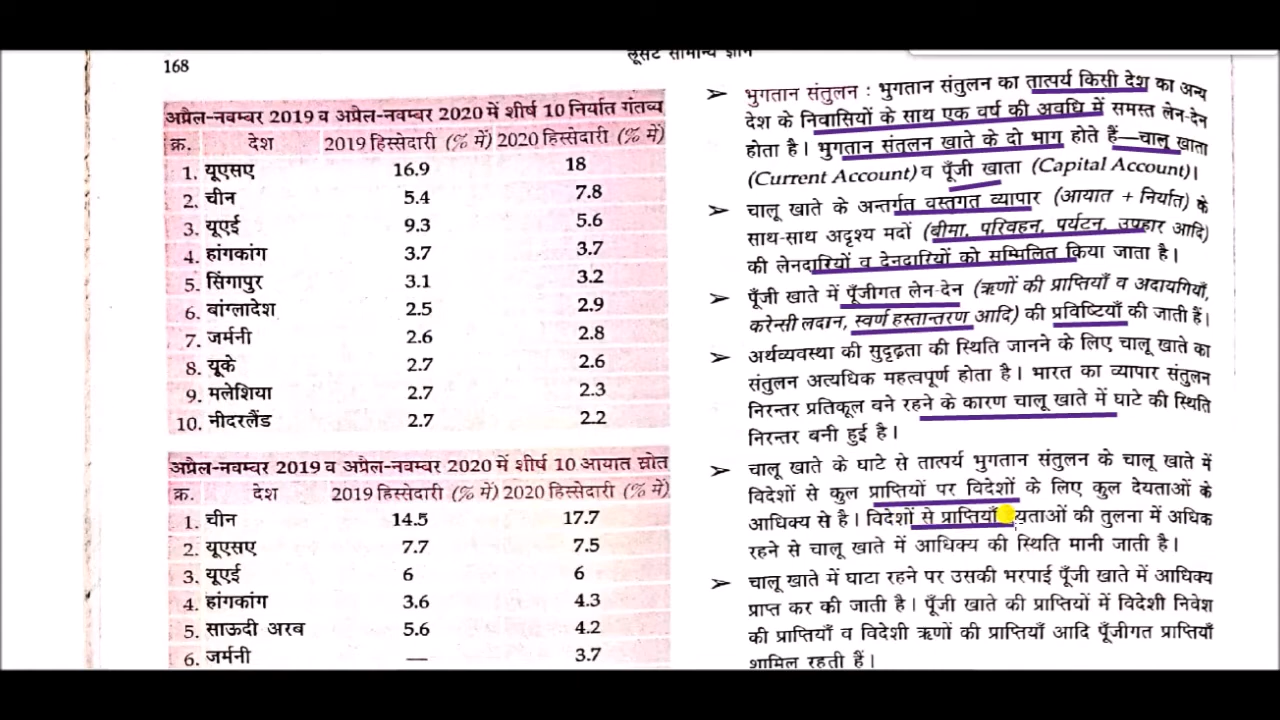 लूसेंट सामान्य ज्ञान
168
अप्रैल-नवम्बर 2019 व अप्रैल-नवम्बर 2020 में शीर्ष 10 निर्यात गंतव्य
क्र. देश 2019 हिस्सेदारी (% में) 2020 हिस्सेदारी (% में)
1. यूएसए 16.9 18
2. चीन 5.4 7.8
3. यूएई 9.3 5.6
4. हांगकांग 3.7 3.7
5. सिंगापुर 3.1 3.2
6. बांग्लादेश 2.5 2.9
7. जर्मनी 2.6 2.8
8. यूके 2.7 2.6
9. मलेशिया 2.7 2.3
10. नीदरलैंड 2.7 2.2
अप्रैल-नवम्बर 2019 व अप्रैल-नवम्बर 2020 में शीर्ष 10 आयात स्रोत
क्र. देश 2019 हिस्सेदारी (% में) 2020 हिस्सेदारी (% में)
1. चीन 14.5 17.7
2. यूएसए 7.7 7.5
3. यूएई 6 6
4. हांगकांग 3.6 4.3
5. साऊदी अरब 5.6 4.2
6. जर्मनी — 3.7
➢ भुगतान संतुलन : भुगतान संतुलन का तात्पर्य किसी देश का अन्य
देश के निवासियों के साथ एक वर्ष की अवधि में समस्त लेन-देन
होता है। भुगतान संतलन खाते के दो भाग होते हैं—चालू खाता
(Current Account) व पूँजी खाता (Capital Account)।
➢ चालू खाते के अन्तर्गत वस्तुगत व्यापार (आयात + निर्यात) के
साथ-साथ अदृश्य मदों (बीमा, परिवहन, पर्यटन, उपहार आदि)
की लेनदारियों व देनदारियों को सम्मिलित किया जाता है।
➢ पूँजी खाते में पूँजीगत लेन-देन (ऋणों की प्राप्तियाँ व अदायगियाँ,
करेन्सी लदान, स्वर्ण हस्तान्तरण आदि) की प्रविष्टियाँ की जाती हैं।
➢ अर्थव्यवस्था की सुदृढ़ता की स्थिति जानने के लिए चालू खाते का
संतुलन अत्यधिक महत्वपूर्ण होता है। भारत का व्यापार संतुलन
निरन्तर प्रतिकूल बने रहने के कारण चालू खाते में घाटे की स्थिति
निरन्तर बनी हुई है।
➢ चालू खाते के घाटे से तात्पर्य भुगतान संतुलन के चालू खाते में
विदेशों से कुल प्राप्तियों पर विदेशों के लिए कुल देयताओं के
आधिक्य से है। विदेशों से प्राप्तियाँ देयताओं की तुलना में अधिक
रहने से चालू खाते में आधिक्य की स्थिति मानी जाती है।
➢ चालू खाते में घाटा रहने पर उसकी भरपाई पूँजी खाते में आधिक्य
प्राप्त कर की जाती है। पूँजी खाते की प्राप्तियों में विदेशी निवेश
की प्राप्तियाँ व विदेशी ऋणों की प्राप्तियाँ आदि पूँजीगत प्राप्तियाँ
शामिल रहती हैं।